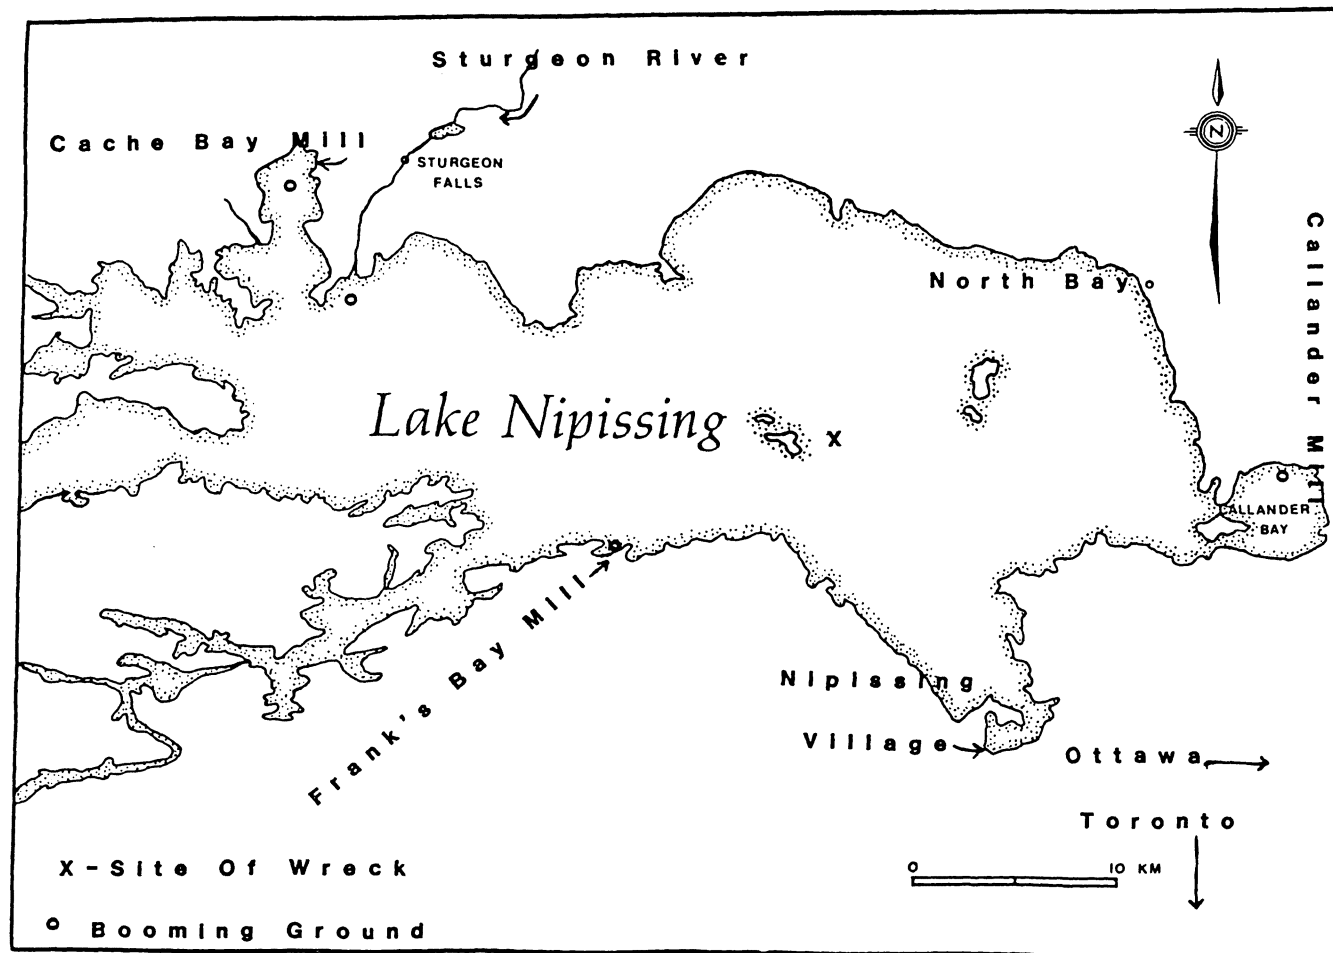 Sturgeon River
Cache Bay Mill
STURGEON
FALLS
N
Callander Mill
North Bay
Lake Nipissing
X
CALLANDER
BAY
Frank's Bay Mill
Nipissing
Village
Ottawa
Toronto
X-Site Of Wreck
0 10 KM
Booming Ground